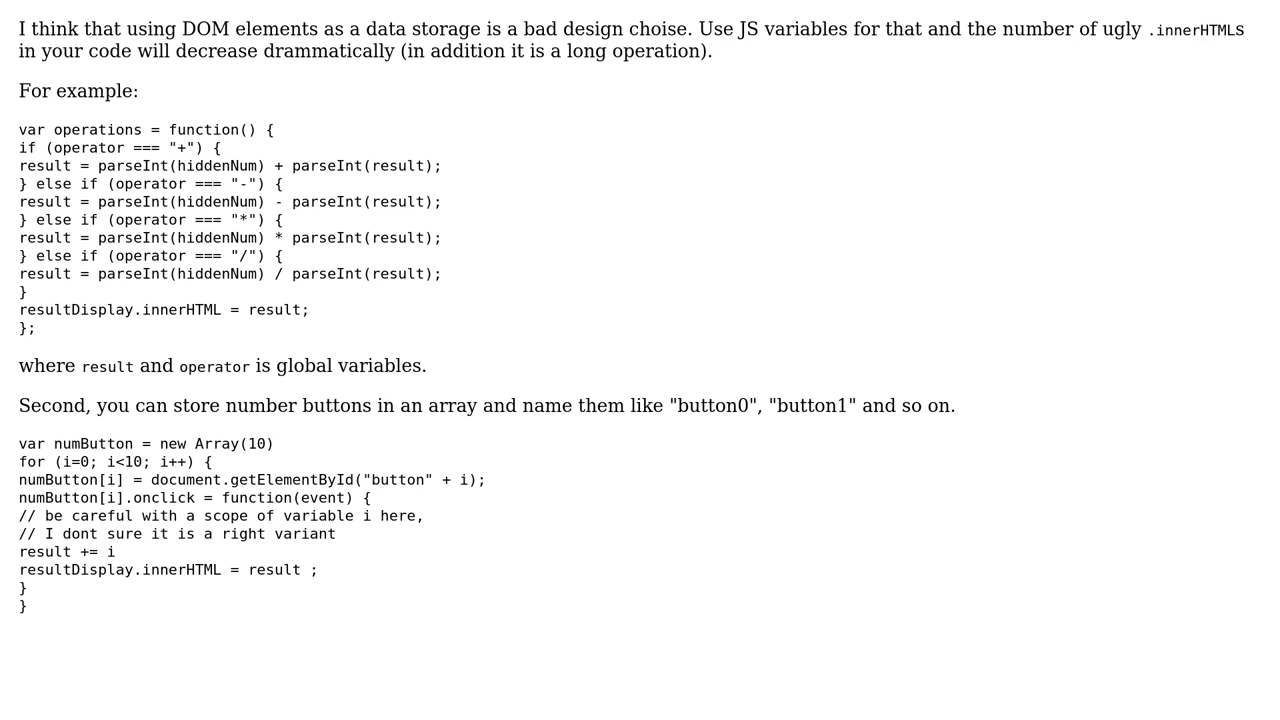 I think that using DOM elements as a data storage is a bad design choise. Use JS variables for that and the number of ugly .innerHTMLs
in your code will decrease drammatically (in addition it is a long operation).
For example:
var operations = function() {
if (operator === "+") {
result = parseInt(hiddenNum) + parseInt(result);
} else if (operator === "-") {
result = parseInt(hiddenNum) - parseInt(result);
} else if (operator === "*") {
result = parseInt(hiddenNum) * parseInt(result);
} else if (operator === "/") {
result = parseInt(hiddenNum) / parseInt(result);
}
resultDisplay.innerHTML = result;
};
where result and operator is global variables.
Second, you can store number buttons in an array and name them like "button0", "button1" and so on.
var numButton = new Array(10)
for (i=0; i<10; i++) {
numButton[i] = document.getElementById("button" + i);
numButton[i].onclick = function(event) {
// be careful with a scope of variable i here,
// I dont sure it is a right variant
result += i
resultDisplay.innerHTML = result ;
}
}